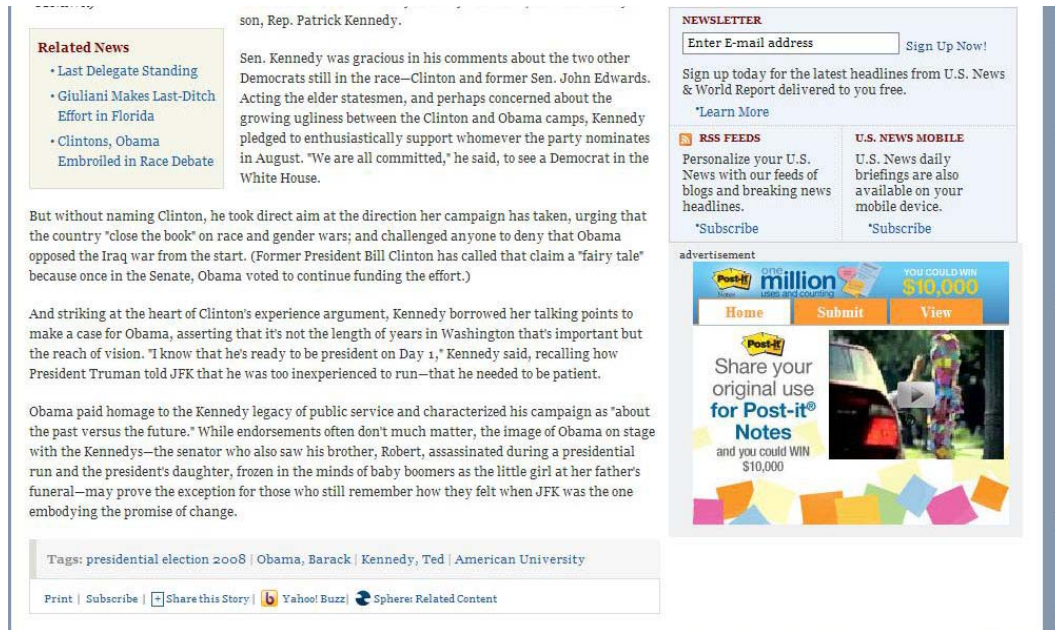 son, Rep. Patrick Kennedy.
Related News
• Last Delegate Standing
• Giuliani Makes Last-Ditch
Effort in Florida
• Clintons, Obama
Embroiled in Race Debate
Sen. Kennedy was gracious in his comments about the two other
Democrats still in the race—Clinton and former Sen. John Edwards.
Acting the elder statesmen, and perhaps concerned about the
growing ugliness between the Clinton and Obama camps, Kennedy
pledged to enthusiastically support whomever the party nominates
in August. "We are all committed," he said, to see a Democrat in the
White House.
But without naming Clinton, he took direct aim at the direction her campaign has taken, urging that
the country "close the book" on race and gender wars; and challenged anyone to deny that Obama
opposed the Iraq war from the start. (Former President Bill Clinton has called that claim a "fairy tale"
because once in the Senate, Obama voted to continue funding the effort.)
And striking at the heart of Clinton's experience argument, Kennedy borrowed her talking points to
make a case for Obama, asserting that it's not the length of years in Washington that's important but
the reach of vision. "I know that he's ready to be president on Day 1," Kennedy said, recalling how
President Truman told JFK that he was too inexperienced to run—that he needed to be patient.
Obama paid homage to the Kennedy legacy of public service and characterized his campaign as "about
the past versus the future." While endorsements often don't much matter, the image of Obama on stage
with the Kennedys—the senator who also saw his brother, Robert, assassinated during a presidential
run and the president's daughter, frozen in the minds of baby boomers as the little girl at her father's
funeral—may prove the exception for those who still remember how they felt when JFK was the one
embodying the promise of change.
Tags: presidential election 2008 | Obama, Barack | Kennedy, Ted | American University
Print | Subscribe | + Share this Story | Yahoo! Buzz | Sphere: Related Content
NEWSLETTER
Enter E-mail address Sign Up Now!
Sign up today for the latest headlines from U.S. News
& World Report delivered to you free.
Learn More
RSS FEEDS
Personalize your U.S.
News with our feeds of
blogs and breaking news
headlines.
Subscribe
U.S. NEWS MOBILE
U.S. News daily
briefings are also
available on your
mobile device.
Subscribe
advertisement
Post-it Notes one million uses and counting
YOU COULD WIN
$10,000
Home Submit View
Post-it
Share your
original use
for Post-it®
Notes
and you could WIN
$10,000